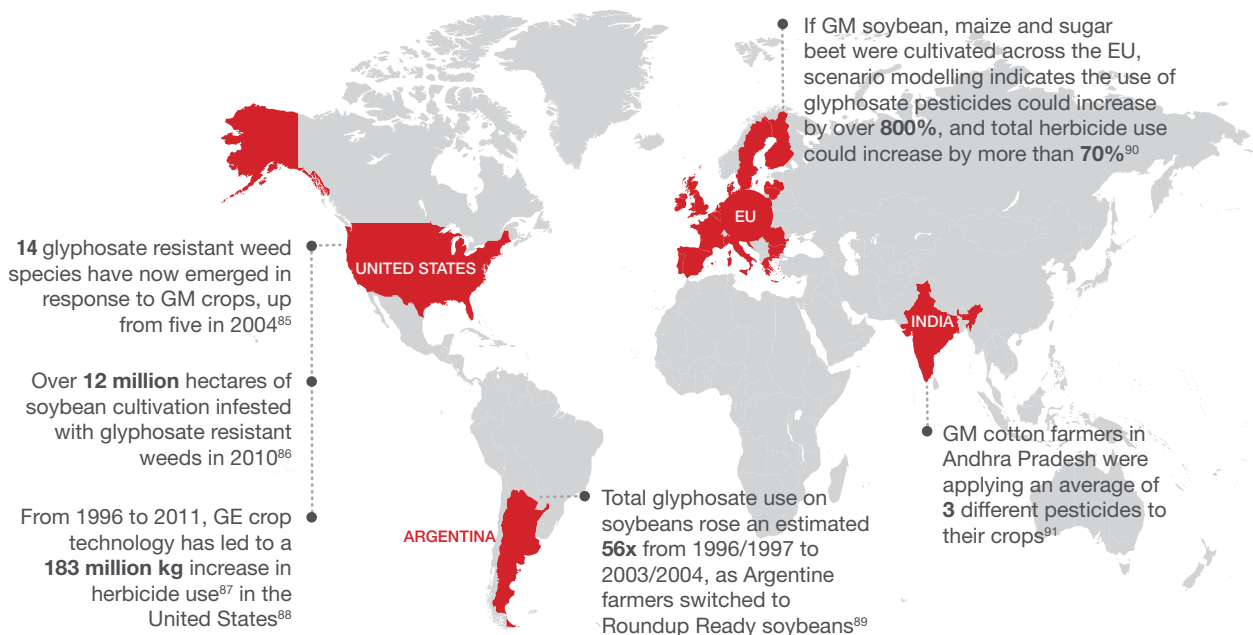 If GM soybean, maize and sugar
beet were cultivated across the EU,
scenario modelling indicates the use of
glyphosate pesticides could increase
by over 800%, and total herbicide use
could increase by more than 70%90
EU
14 glyphosate resistant weed
species have now emerged in
response to GM crops, up
from five in 200485
UNITED STATES
INDIA
Over 12 million hectares of
soybean cultivation infested
with glyphosate resistant
weeds in 201086
GM cotton farmers in
Andhra Pradesh were
applying an average of
3 different pesticides to
their crops91
From 1996 to 2011, GE crop
technology has led to a
183 million kg increase in
herbicide use87 in the
United States88
ARGENTINA
Total glyphosate use on
soybeans rose an estimated
56x from 1996/1997 to
2003/2004, as Argentine
farmers switched to
Roundup Ready soybeans89